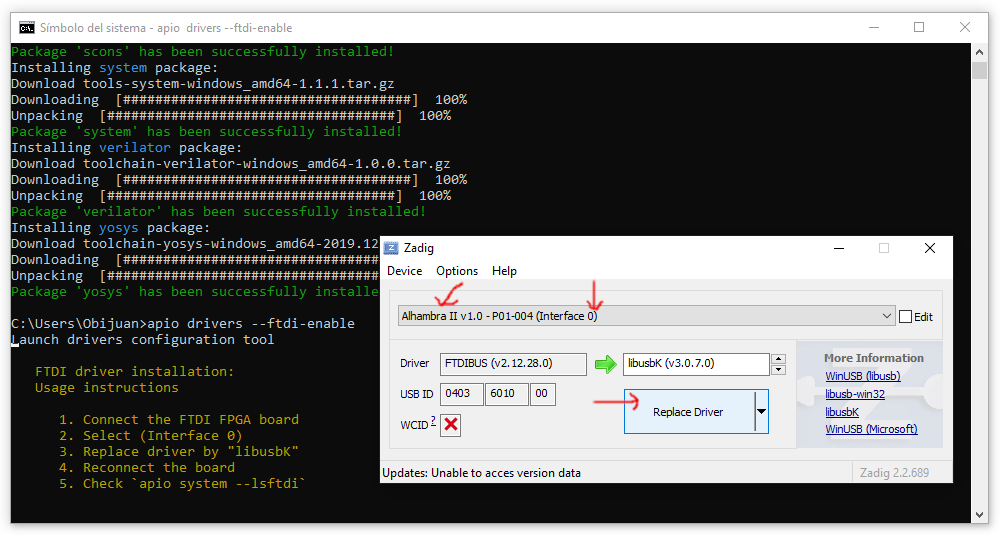 Símbolo del sistema - apio  drivers --ftdi-enable
Package 'scons' has been successfully installed!
Installing system package:
Download tools-system-windows_amd64-1.1.1.tar.gz
Downloading  [####################################]  100%
Unpacking  [####################################]  100%
Package 'system' has been successfully installed!
Installing verilator package:
Download toolchain-verilator-windows_amd64-1.0.0.tar.gz
Downloading  [####################################]  100%
Unpacking  [####################################]  100%
Package 'verilator' has been successfully installed!
Installing yosys package:
Download toolchain-yosys-windows_amd64-2019.12
Downloading  [#################################
Unpacking  [###################################
Package 'yosys' has been successfully installe
C:\Users\Obijuan>apio drivers --ftdi-enable
Launch drivers configuration tool
FTDI driver installation:
Usage instructions
1. Connect the FTDI FPGA board
2. Select (Interface 0)
3. Replace driver by "libusbK"
4. Reconnect the board
5. Check `apio system --lsftdi`
Zadig
Device Options Help
Alhambra II v1.0 - P01-004 (Interface 0) Edit
Driver FTDIBUS (v2.12.28.0) libusbK (v3.0.7.0)
USB ID 0403 6010 00
WCID ?
Replace Driver
More Information
WinUSB (libusb)
libusb-win32
libusbK
WinUSB (Microsoft)
Updates: Unable to acces version data
Zadig 2.2.689